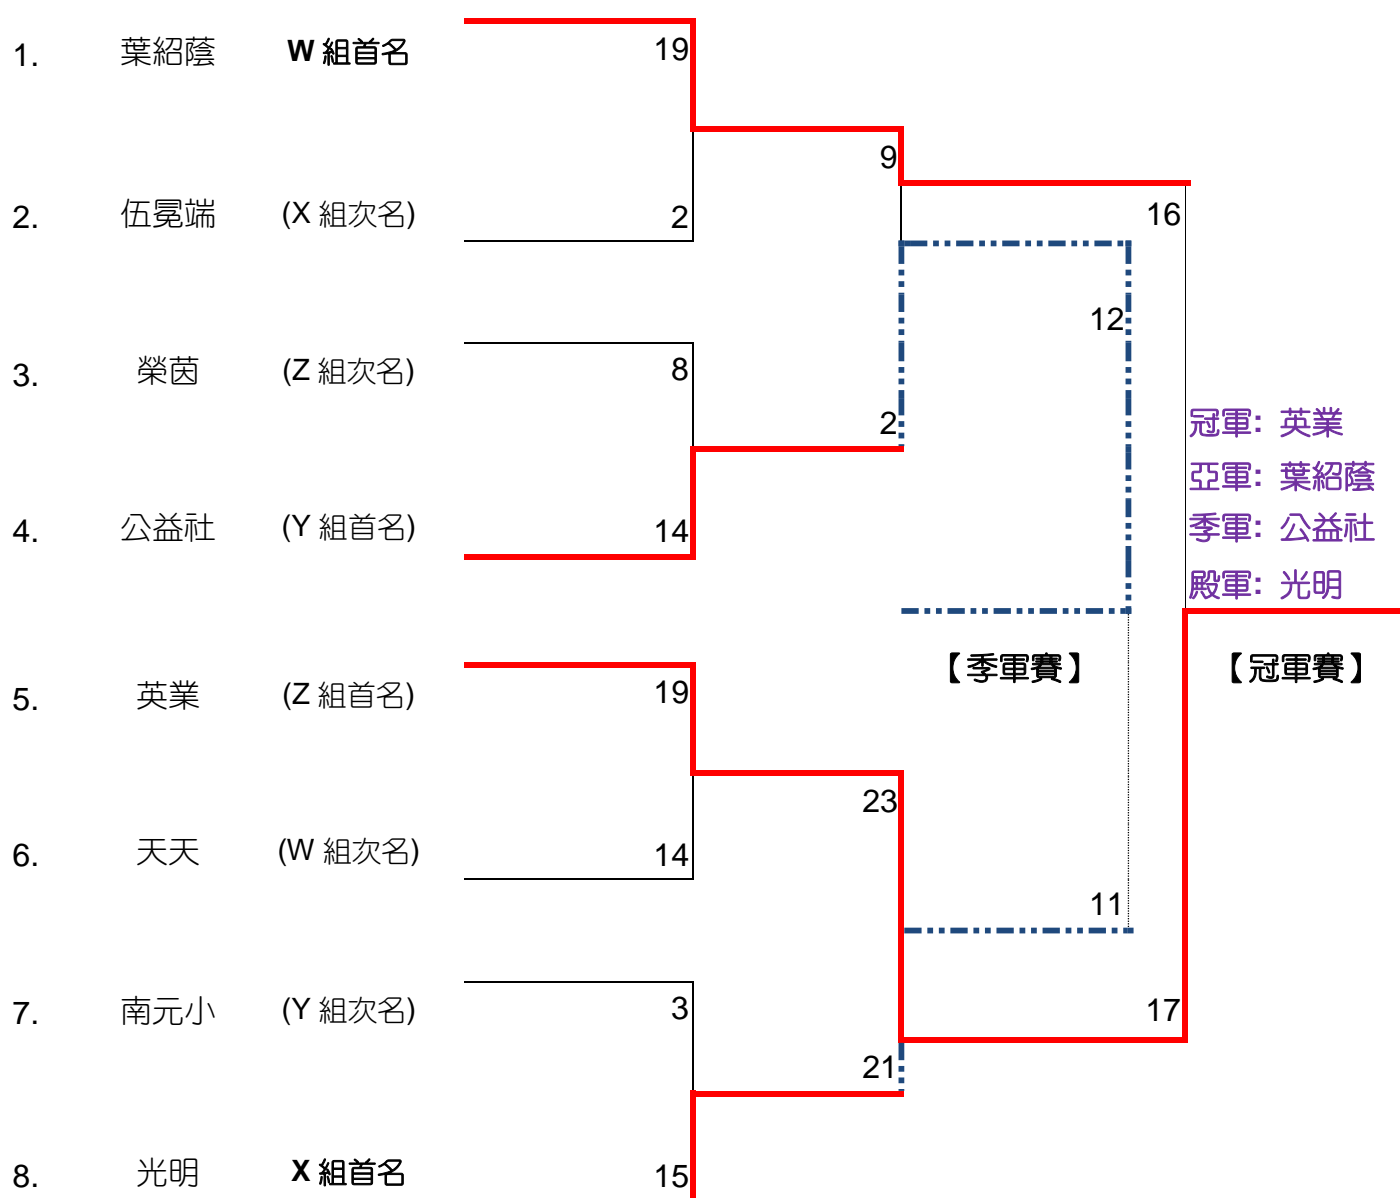 1. 葉紹蔭 W 組首名 19
9
2. 伍冕端 (X 組次名) 2
16
12
3. 榮茵 (Z 組次名) 8
2
冠軍: 英業
亞軍: 葉紹蔭
4. 公益社 (Y 組首名) 14
季軍: 公益社
殿軍: 光明
【季軍賽】 【冠軍賽】
5. 英業 (Z 組首名) 19
23
6. 天天 (W 組次名) 14
11
7. 南元小 (Y 組次名) 3
17
21
8. 光明 X 組首名 15